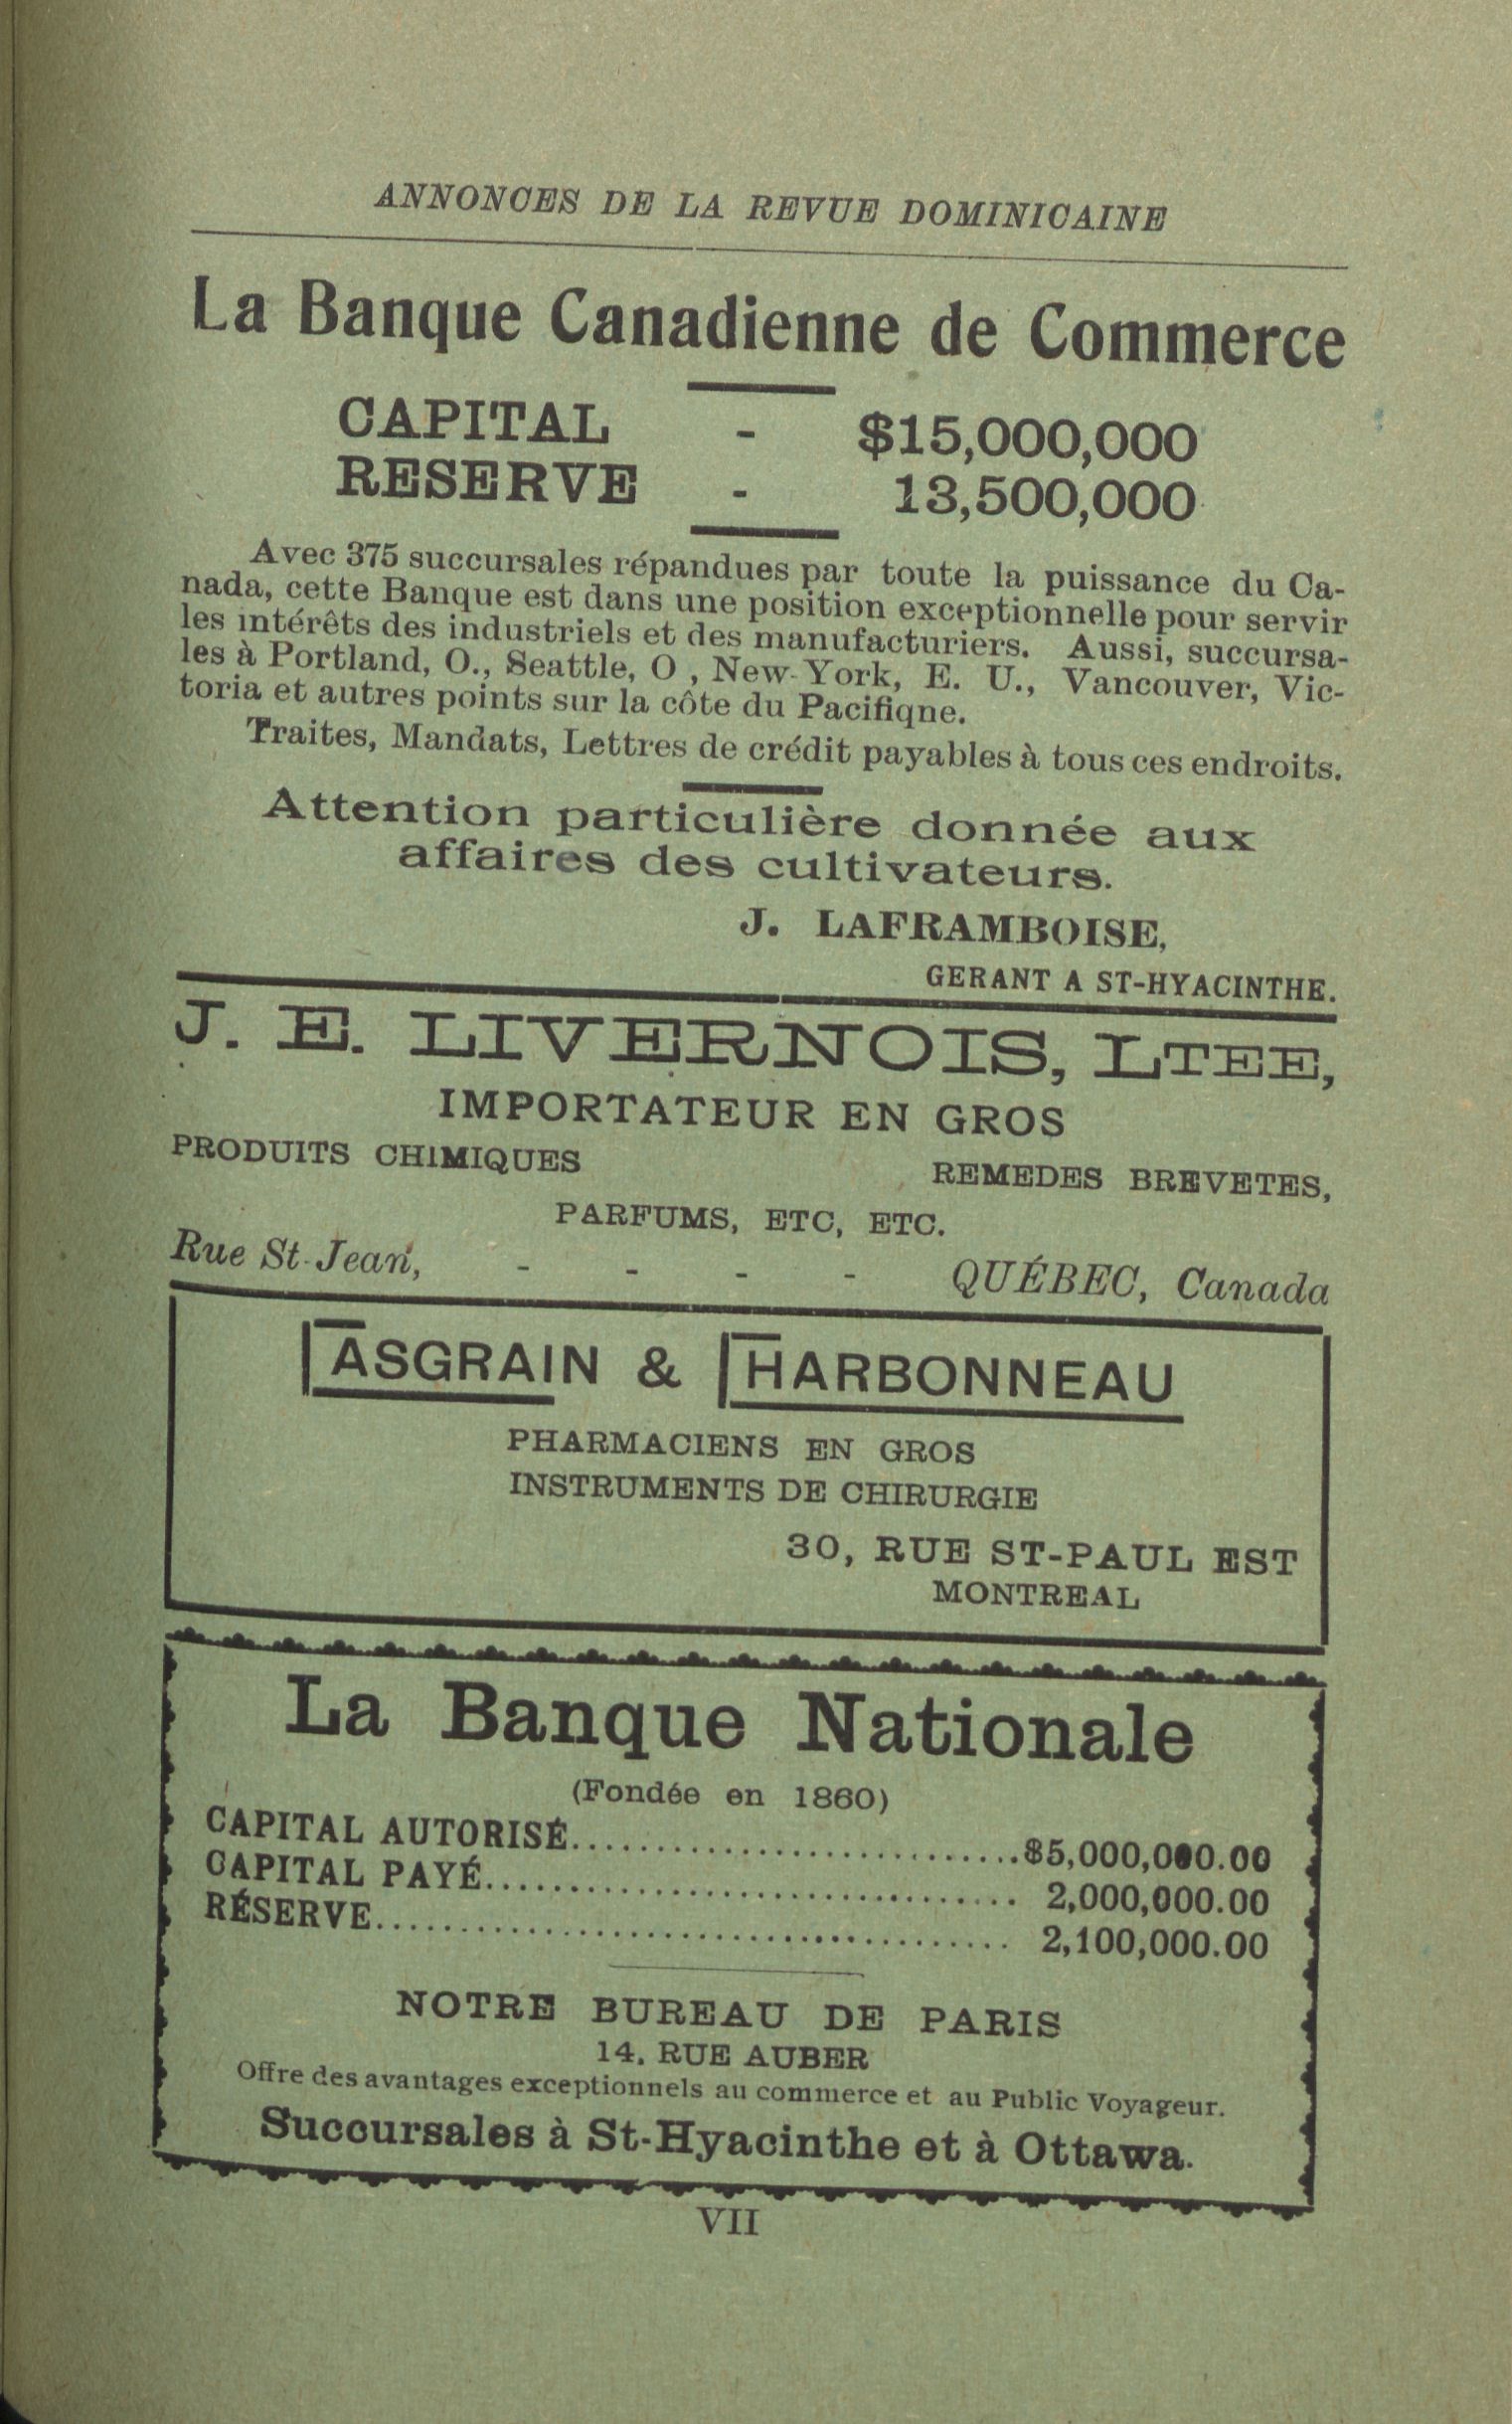 ANNONCES DE LA REVUE DOMINICAINE
La Banque Canadienne de Commerce
CAPITAL - $15,000,000
RESERVE - 13,500,000
Avec 375 succursales répandues par toute la puissance du Ca-
nada, cette Banque est dans une position exceptionnelle pour servir
les intérêts des industriels et des manufacturiers. Aussi, succursa-
les à Portland, O., Seattle, O , New-York, E. U., Vancouver, Vic-
toria et autres points sur la côte du Pacifiqne.
Traites, Mandats, Lettres de crédit payables à tous ces endroits.
Attention particulière donnée aux
affaires des cultivateurs.
J. LAFRAMBOISE,
GERANT A ST-HYACINTHE.
J. E. LIVERNOIS, LTEE,
IMPORTATEUR EN GROS
PRODUITS CHIMIQUES REMEDES BREVETES,
PARFUMS, ETC, ETC.
Rue St-Jean, - - - - QUÉBEC, Canada
CASGRAIN & CHARBONNEAU
PHARMACIENS EN GROS
INSTRUMENTS DE CHIRURGIE
30, RUE ST-PAUL EST
MONTREAL
La Banque Nationale
(Fondée en 1860)
CAPITAL AUTORISÉ..............................$5,000,000.00
CAPITAL PAYÉ.................................. 2,000,000.00
RÉSERVE........................................ 2,100,000.00
NOTRE BUREAU DE PARIS
14, RUE AUBER
Offre des avantages exceptionnels au commerce et au Public Voyageur.
Succursales à St-Hyacinthe et à Ottawa.
VII